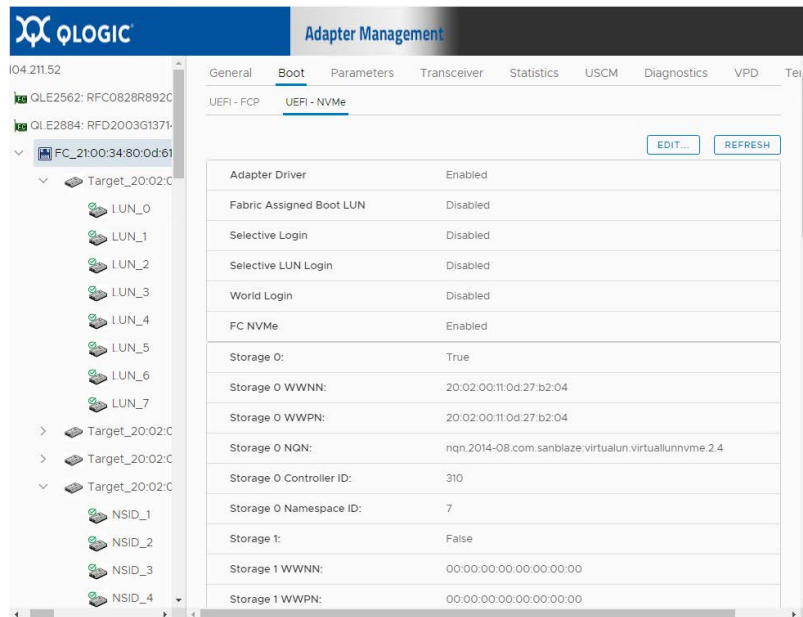 QLOGIC
Adapter Management
104.211.52
QLE2562: RFC0828R892C
QLE2884: RFD2003G1371
FC_21:00:34:80:0d:61
Target_20:02:0
LUN_0
LUN_1
LUN_2
LUN_3
LUN_4
LUN_5
LUN_6
LUN_7
Target_20:02:0
Target_20:02:0
Target_20:02:0
NSID_1
NSID_2
NSID_3
NSID_4
General Boot Parameters Transceiver Statistics USCM Diagnostics VPD Te
UEFI - FCP UEFI - NVMe
EDIT... REFRESH
Adapter Driver Enabled
Fabric Assigned Boot LUN Disabled
Selective Login Disabled
Selective LUN Login Disabled
World Login Disabled
FC NVMe Enabled
Storage 0: True
Storage 0 WWNN: 20:02:00:11:0d:27:b2:04
Storage 0 WWPN: 20:02:00:11:0d:27:b2:04
Storage 0 NQN: nqn.2014-08.com.sanblaze:virtualun.virtuallunnvme.2.4
Storage 0 Controller ID: 310
Storage 0 Namespace ID: 7
Storage 1: False
Storage 1 WWNN: 00:00:00:00:00:00:00:00
Storage 1 WWPN: 00:00:00:00:00:00:00:00